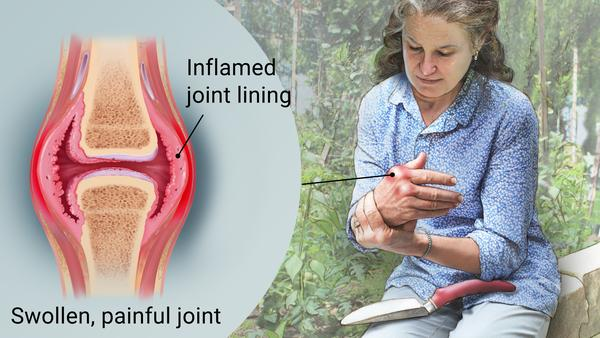 Inflamed
joint lining
Swollen, painful joint